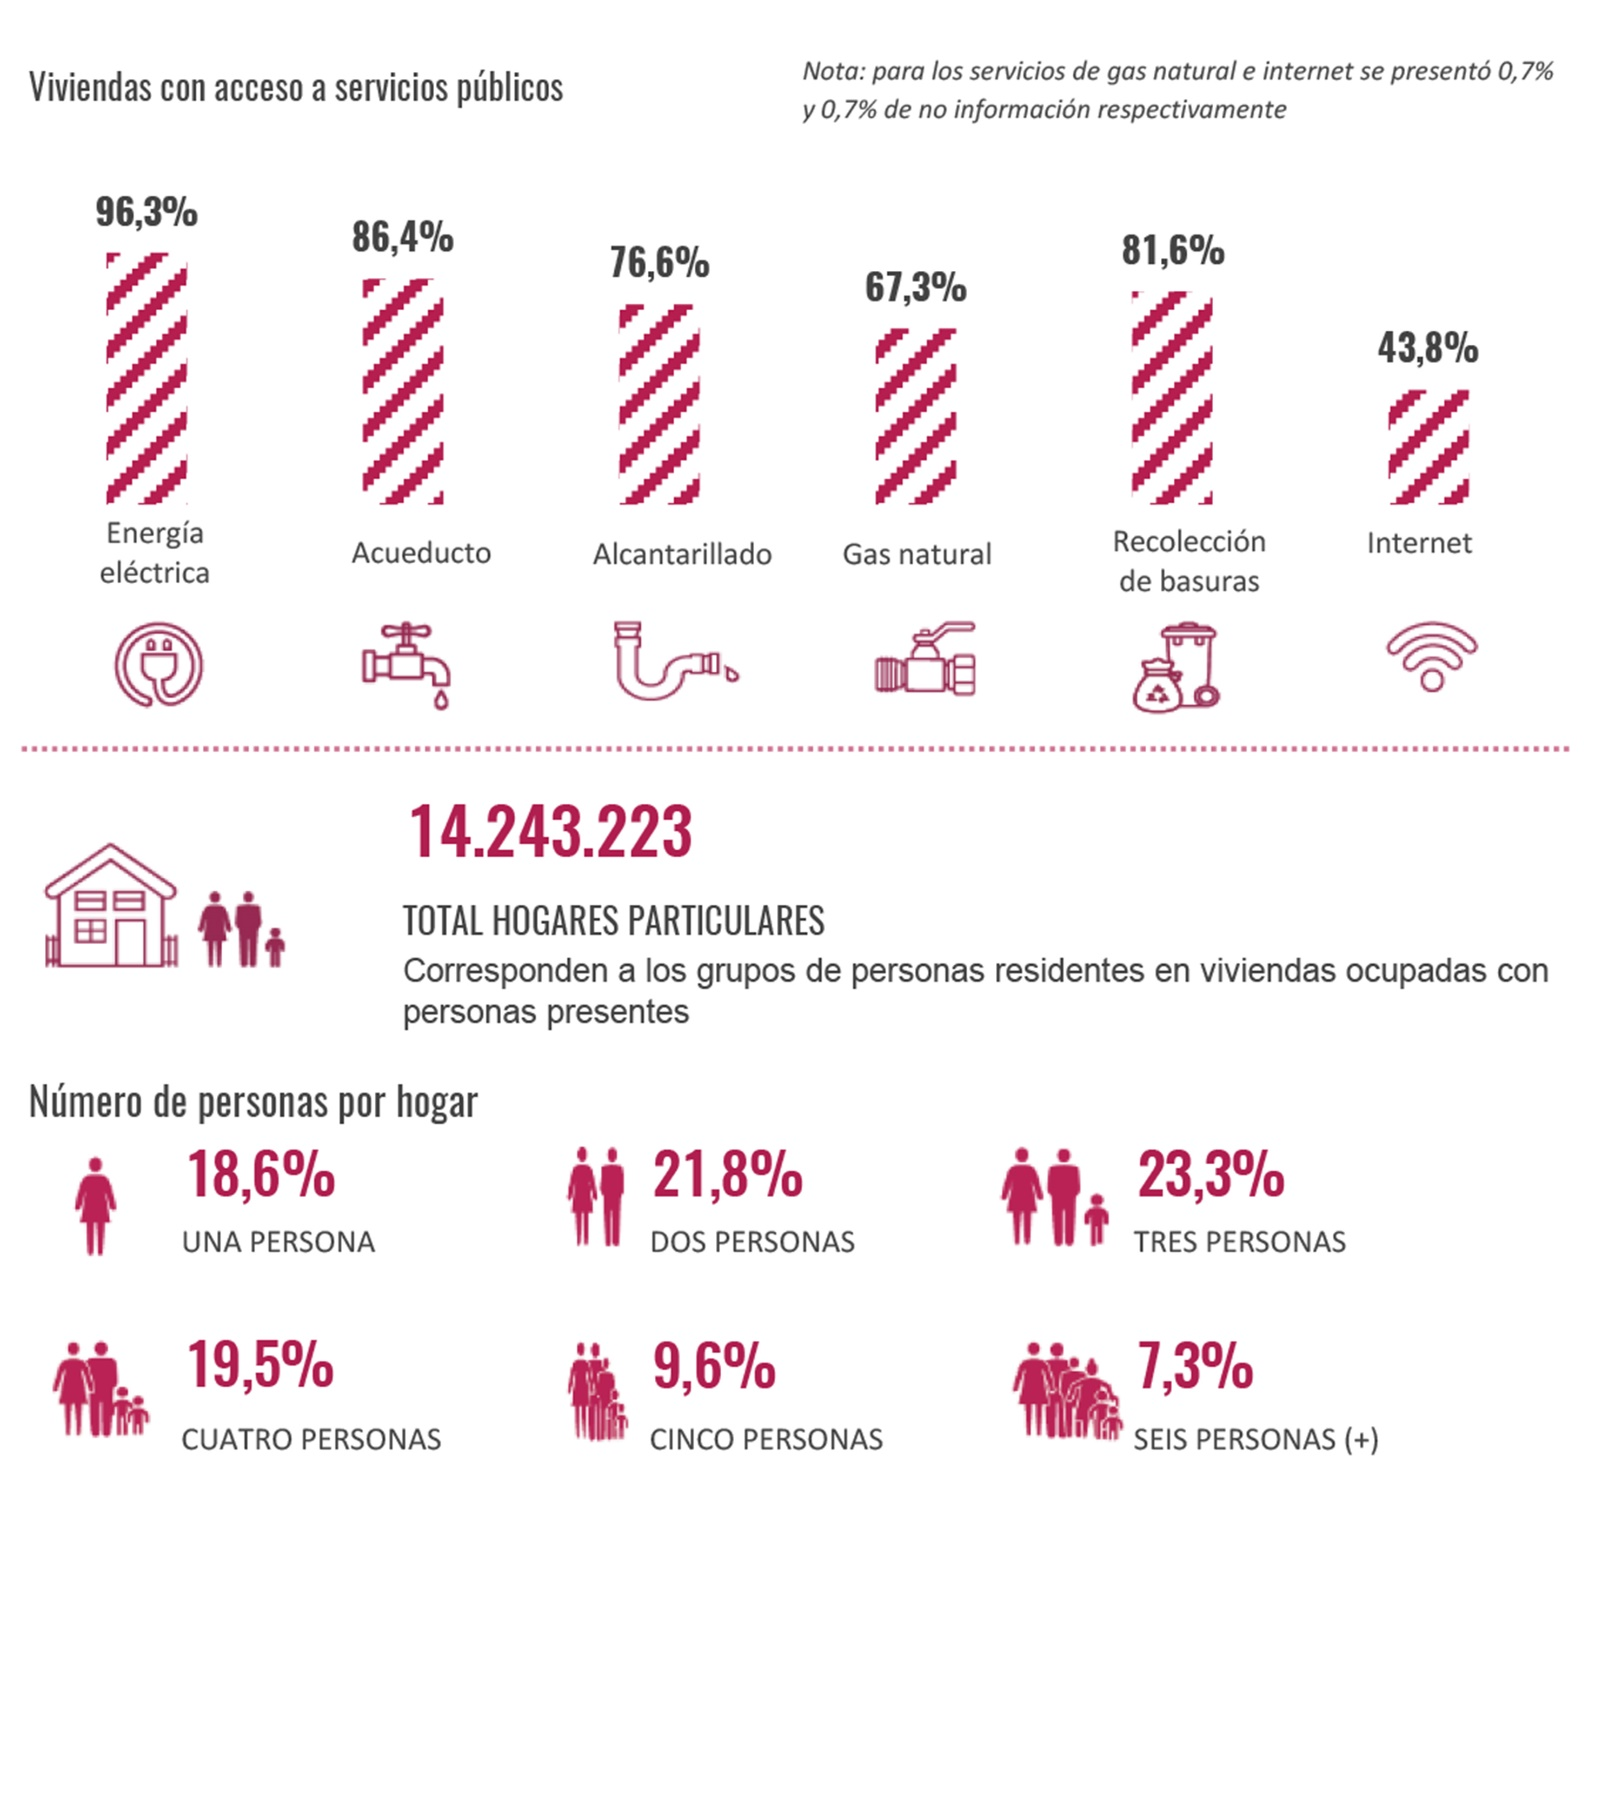 Viviendas con acceso a servicios públicos
Nota: para los servicios de gas natural e internet se presentó 0,7%
y 0,7% de no información respectivamente
96,3%
86,4%
76,6%
67,3%
81,6%
43,8%
Energía
eléctrica
Acueducto
Alcantarillado
Gas natural
Recolección
de basuras
Internet
14.243.223
TOTAL HOGARES PARTICULARES
Corresponden a los grupos de personas residentes en viviendas ocupadas con
personas presentes
Número de personas por hogar
18,6%
UNA PERSONA
21,8%
DOS PERSONAS
23,3%
TRES PERSONAS
19,5%
CUATRO PERSONAS
9,6%
CINCO PERSONAS
7,3%
SEIS PERSONAS (+)